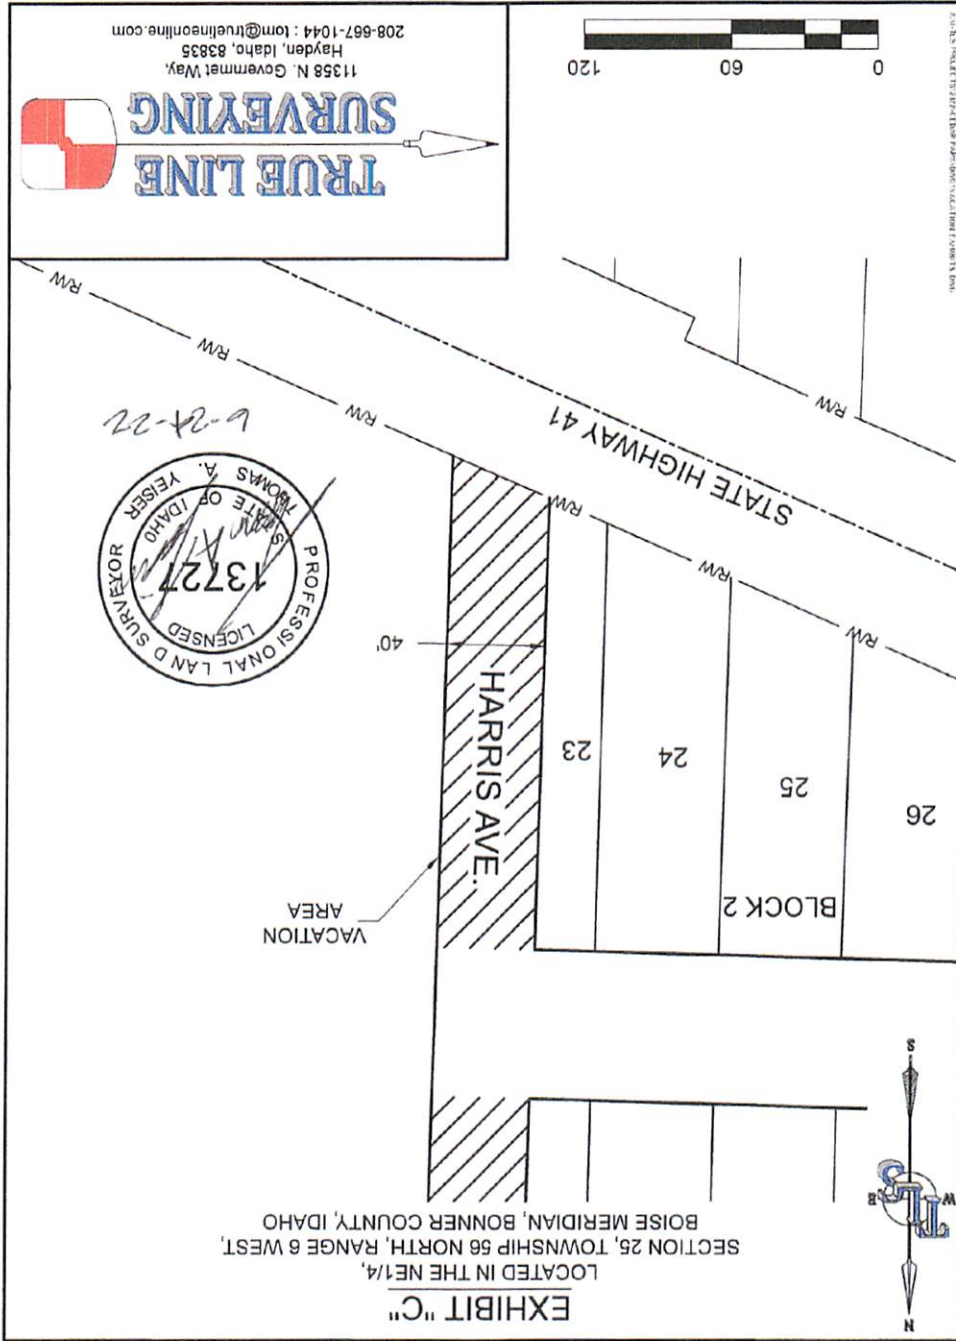 EXHIBIT "C"
LOCATED IN THE NE1/4,
SECTION 25, TOWNSHIP 56 NORTH, RANGE 6 WEST,
BOISE MERIDIAN, BONNER COUNTY, IDAHO
N
W
E
TLS
S
VACATION
AREA
BLOCK 2
26
25
24
23
HARRIS AVE.
40'
R/W
R/W
R/W
R/W
R/W
R/W
R/W
STATE HIGHWAY 41
PROFESSIONAL LAND SURVEYOR
LICENSED
13727
STATE OF IDAHO
THOMAS A. YEISER
6-24-22
0
60
120
TRUE LINE
SURVEYING
11358 N. Governmet Way,
Hayden, Idaho, 83835
208-667-1044 : tom@truelineonline.com